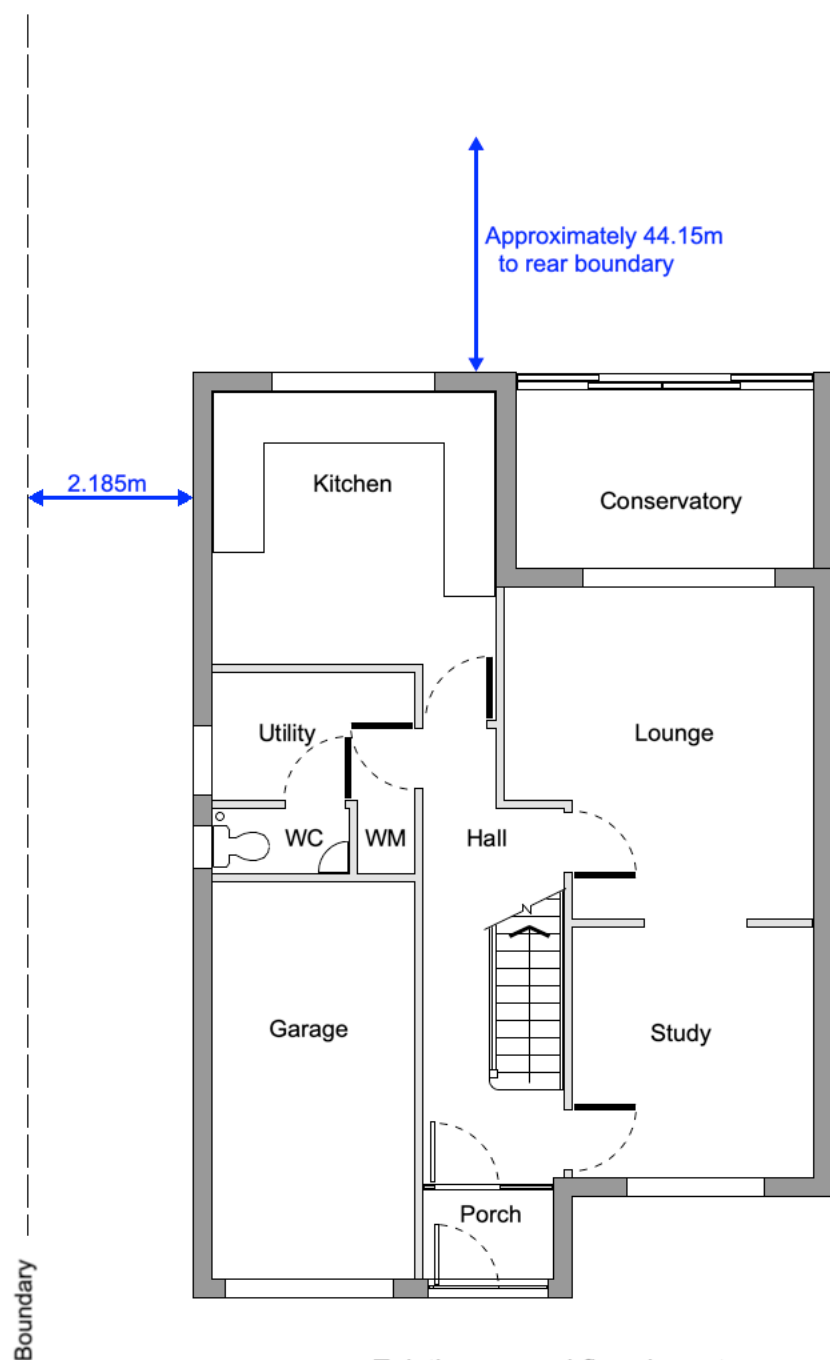 Approximately 44.15m
to rear boundary
2.185m
Kitchen
Conservatory
Utility
Lounge
WC
WM
Hall
Garage
Study
Porch
Boundary